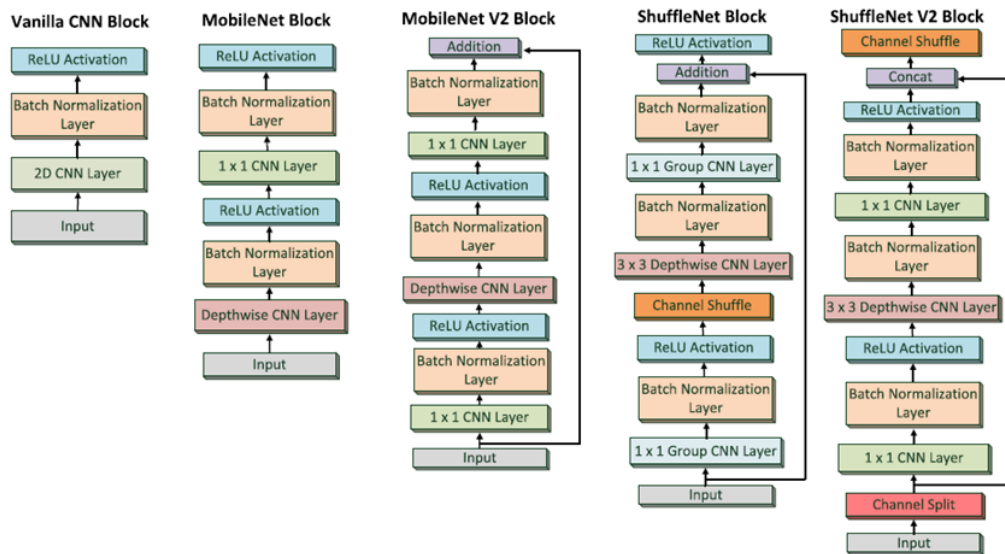 Vanilla CNN Block
ReLU Activation
Batch Normalization
Layer
2D CNN Layer
Input
MobileNet Block
ReLU Activation
Batch Normalization
Layer
1 x 1 CNN Layer
ReLU Activation
Batch Normalization
Layer
Depthwise CNN Layer
Input
MobileNet V2 Block
Addition
Batch Normalization
Layer
1 x 1 CNN Layer
ReLU Activation
Batch Normalization
Layer
Depthwise CNN Layer
ReLU Activation
Batch Normalization
Layer
1 x 1 CNN Layer
Input
ShuffleNet Block
ReLU Activation
Addition
Batch Normalization
Layer
1 x 1 Group CNN Layer
Batch Normalization
Layer
3 x 3 Depthwise CNN Layer
Channel Shuffle
ReLU Activation
Batch Normalization
Layer
1 x 1 Group CNN Layer
Input
ShuffleNet V2 Block
Channel Shuffle
Concat
ReLU Activation
Batch Normalization
Layer
1 x 1 CNN Layer
Batch Normalization
Layer
3 x 3 Depthwise CNN Layer
ReLU Activation
Batch Normalization
Layer
1 x 1 CNN Layer
Channel Split
Input